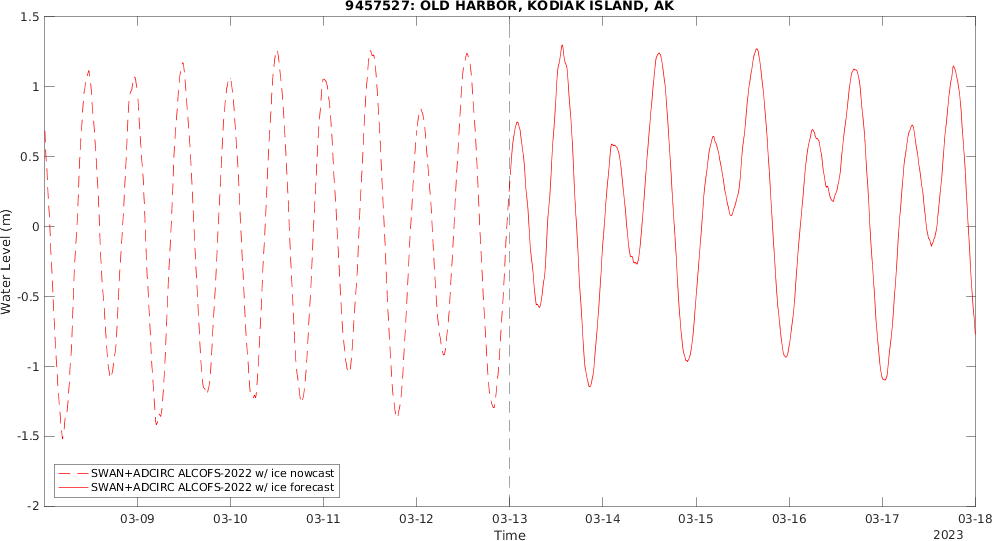 9457527: OLD HARBOR, KODIAK ISLAND, AK
1.5
1
0.5
0
-0.5
-1
-1.5
-2
Water Level (m)
SWAN+ADCIRC ALCOFS-2022 w/ ice nowcast
SWAN+ADCIRC ALCOFS-2022 w/ ice forecast
03-09 03-10 03-11 03-12 03-13 03-14 03-15 03-16 03-17 03-18
Time
2023